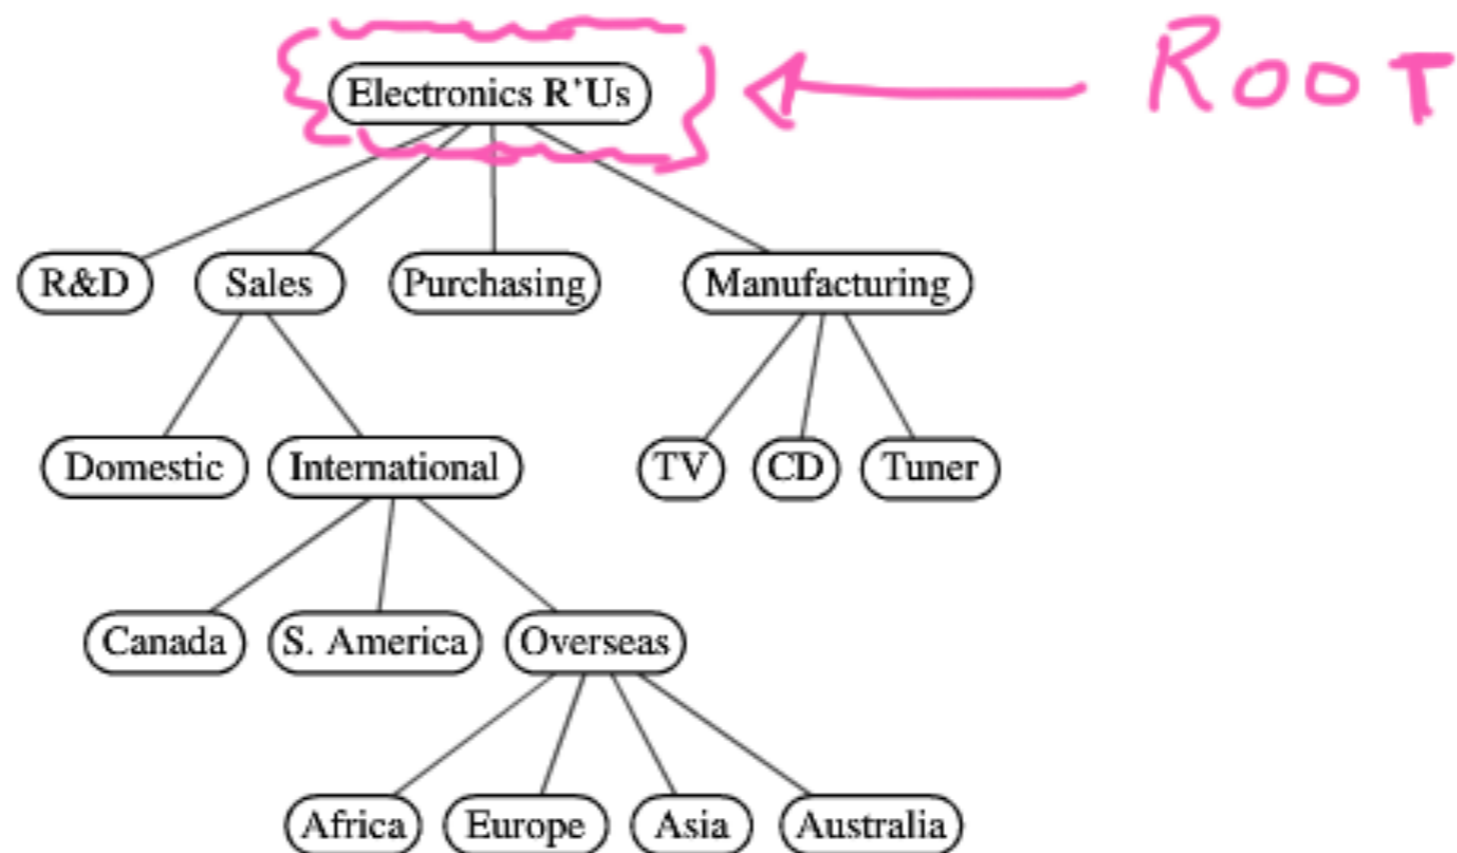 Electronics R'Us
ROOT
R&D Sales Purchasing Manufacturing
Domestic International TV CD Tuner
Canada S. America Overseas
Africa Europe Asia Australia